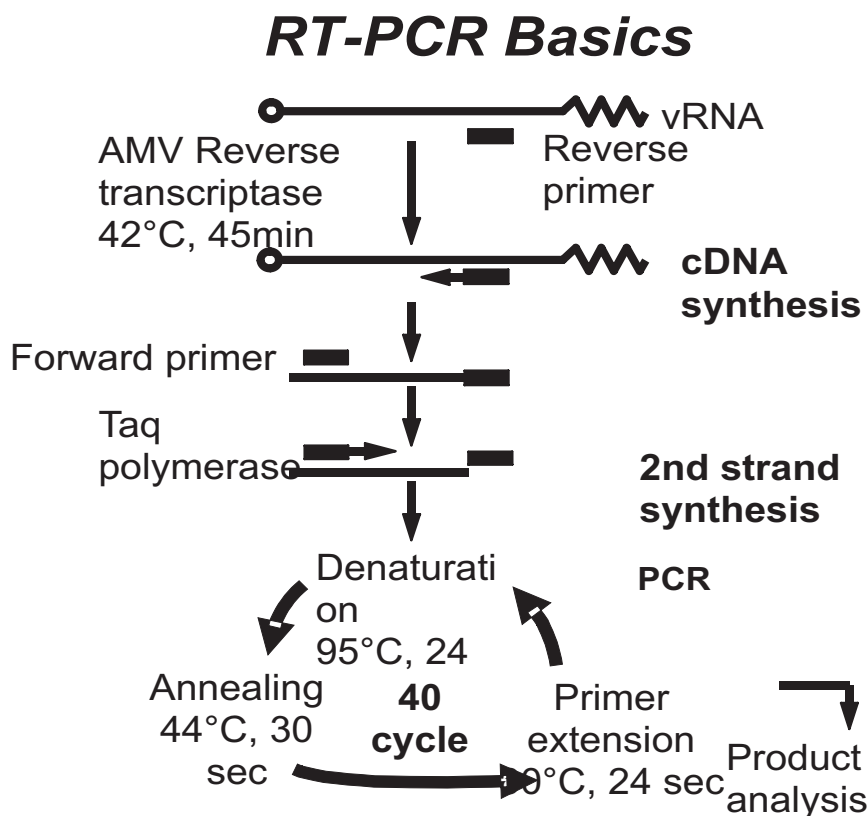 RT-PCR Basics
vRNA
AMV Reverse
transcriptase
42°C, 45min
Reverse
primer
cDNA
synthesis
Forward primer
Taq
polymerase
2nd strand
synthesis
Denaturati
on
95°C, 24
PCR
Annealing
44°C, 30
sec
40
cycle
Primer
extension
0°C, 24 sec
Product
analysis